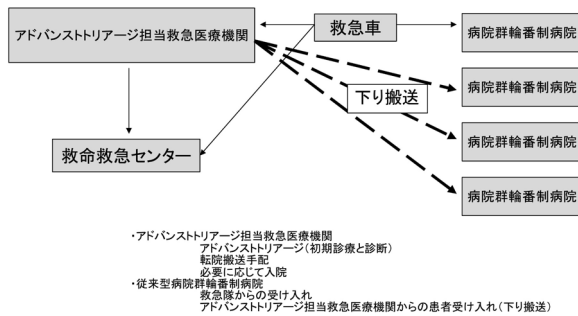 救急車
アドバンストトリアージ担当救急医療機関
病院群輪番制病院
病院群輪番制病院
下り搬送
病院群輪番制病院
救命救急センター
病院群輪番制病院
・アドバンストトリアージ担当救急医療機関
アドバンストトリアージ(初期診療と診断)
転院搬送手配
必要に応じて入院
・従来型病院群輪番制病院
救急隊からの受け入れ
アドバンストトリアージ担当救急医療機関からの患者受け入れ(下り搬送)